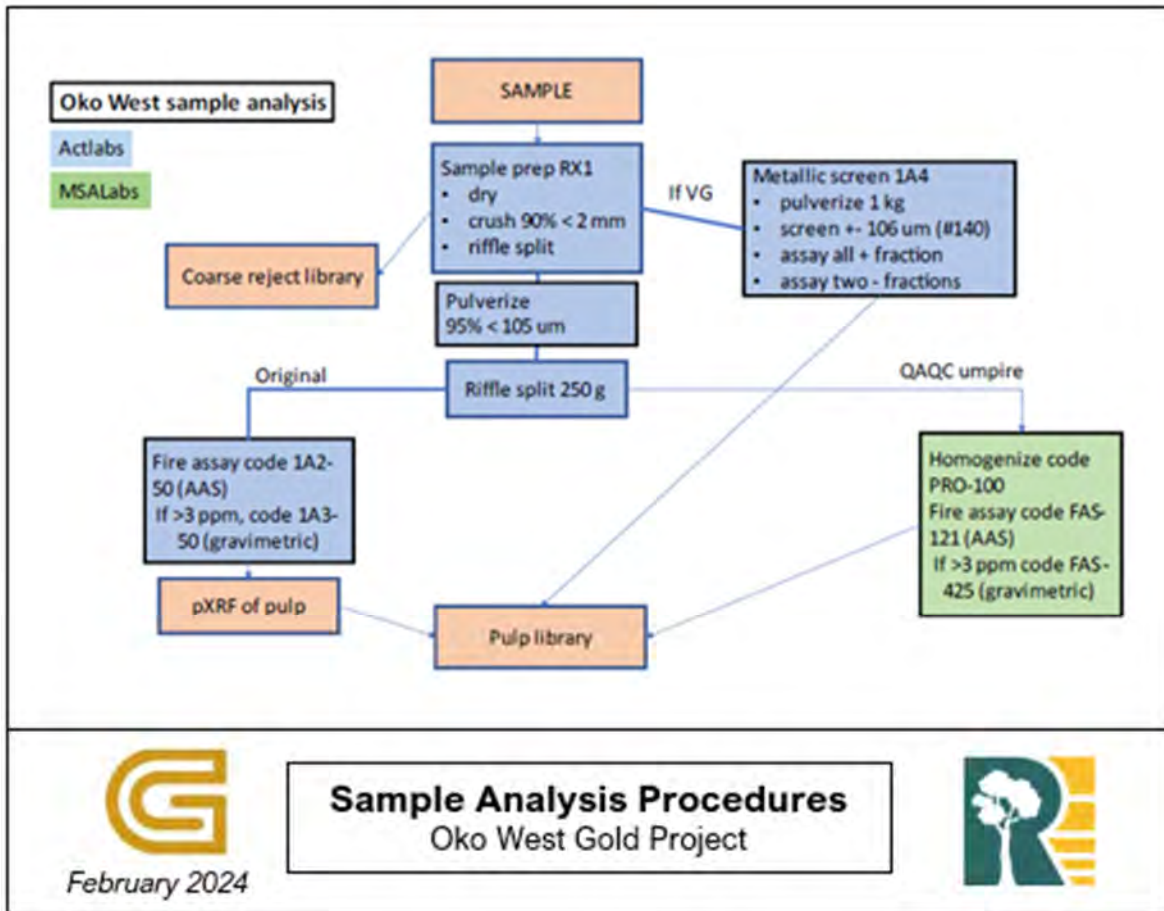 SAMPLE
Oko West sample analysis
Actlabs
MSALabs
Sample prep RX1
• dry
• crush 90% < 2 mm
• riffle split
If VG
Metallic screen 1A4
• pulverize 1 kg
• screen +- 106 um (#140)
• assay all + fraction
• assay two - fractions
Coarse reject library
Pulverize
95% < 105 um
Original
Riffle split 250 g
QAQC umpire
Fire assay code 1A2-
50 (AAS)
If >3 ppm, code 1A3-
50 (gravimetric)
Homogenize code
PRO-100
Fire assay code FAS-
121 (AAS)
If >3 ppm code FAS-
425 (gravimetric)
pXRF of pulp
Pulp library
G
February 2024
Sample Analysis Procedures
Oko West Gold Project
R